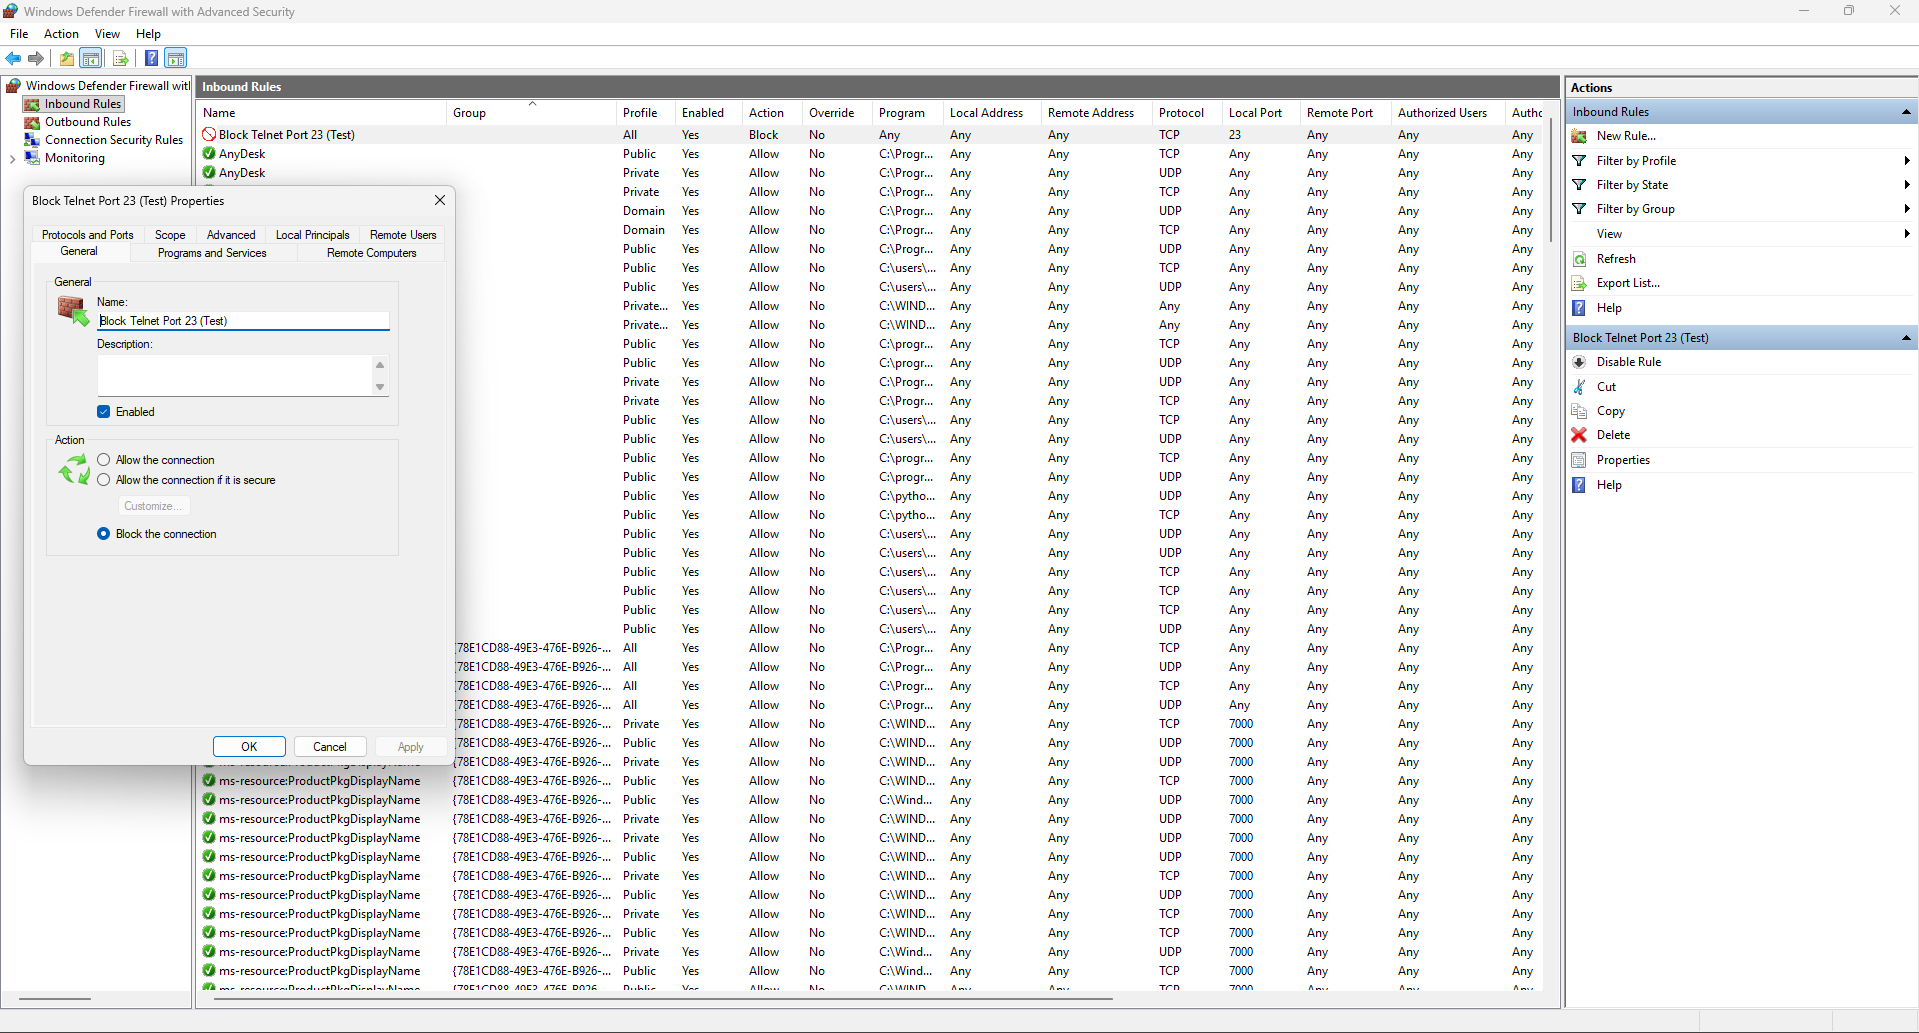 Windows Defender Firewall with Advanced Security
File Action View Help
Windows Defender Firewall witl
Inbound Rules
Outbound Rules
Connection Security Rules
Monitoring
Inbound Rules
Name Group Profile Enabled Action Override Program Local Address Remote Address Protocol Local Port Remote Port Authorized Users Autho
Block Telnet Port 23 (Test) All Yes Block No Any Any Any TCP 23 Any Any Any
AnyDesk Public Yes Allow No C:\Progr... Any Any TCP Any Any Any Any
AnyDesk Private Yes Allow No C:\Progr... Any Any UDP Any Any Any Any
Private Yes Allow No C:\Progr... Any Any TCP Any Any Any Any
Domain Yes Allow No C:\Progr... Any Any UDP Any Any Any Any
Domain Yes Allow No C:\Progr... Any Any TCP Any Any Any Any
Public Yes Allow No C:\Progr... Any Any UDP Any Any Any Any
Public Yes Allow No C:\users\... Any Any TCP Any Any Any Any
Public Yes Allow No C:\users\... Any Any UDP Any Any Any Any
Private... Yes Allow No C:\WIND... Any Any Any Any Any Any Any
Private... Yes Allow No C:\WIND... Any Any Any Any Any Any Any
Public Yes Allow No C:\progr... Any Any TCP Any Any Any Any
Public Yes Allow No C:\progr... Any Any UDP Any Any Any Any
Private Yes Allow No C:\Progr... Any Any UDP Any Any Any Any
Private Yes Allow No C:\Progr... Any Any TCP Any Any Any Any
Public Yes Allow No C:\users\... Any Any TCP Any Any Any Any
Public Yes Allow No C:\users\... Any Any UDP Any Any Any Any
Public Yes Allow No C:\progr... Any Any TCP Any Any Any Any
Public Yes Allow No C:\progr... Any Any UDP Any Any Any Any
Public Yes Allow No C:\pytho... Any Any UDP Any Any Any Any
Public Yes Allow No C:\pytho... Any Any TCP Any Any Any Any
Public Yes Allow No C:\users\... Any Any UDP Any Any Any Any
Public Yes Allow No C:\users\... Any Any UDP Any Any Any Any
Public Yes Allow No C:\users\... Any Any TCP Any Any Any Any
Public Yes Allow No C:\users\... Any Any TCP Any Any Any Any
Public Yes Allow No C:\users\... Any Any TCP Any Any Any Any
Public Yes Allow No C:\users\... Any Any UDP Any Any Any Any
{78E1CD88-49E3-476E-B926-... All Yes Allow No C:\Progr... Any Any TCP Any Any Any Any
{78E1CD88-49E3-476E-B926-... All Yes Allow No C:\Progr... Any Any UDP Any Any Any Any
{78E1CD88-49E3-476E-B926-... All Yes Allow No C:\Progr... Any Any TCP Any Any Any Any
{78E1CD88-49E3-476E-B926-... All Yes Allow No C:\Progr... Any Any UDP Any Any Any Any
{78E1CD88-49E3-476E-B926-... Private Yes Allow No C:\WIND... Any Any TCP 7000 Any Any Any
{78E1CD88-49E3-476E-B926-... Public Yes Allow No C:\WIND... Any Any UDP 7000 Any Any Any
ms-resource:ProductPkgDisplayName {78E1CD88-49E3-476E-B926-... Private Yes Allow No C:\WIND... Any Any UDP 7000 Any Any Any
ms-resource:ProductPkgDisplayName {78E1CD88-49E3-476E-B926-... Public Yes Allow No C:\WIND... Any Any TCP 7000 Any Any Any
ms-resource:ProductPkgDisplayName {78E1CD88-49E3-476E-B926-... Public Yes Allow No C:\Wind... Any Any UDP 7000 Any Any Any
ms-resource:ProductPkgDisplayName {78E1CD88-49E3-476E-B926-... Private Yes Allow No C:\WIND... Any Any UDP 7000 Any Any Any
ms-resource:ProductPkgDisplayName {78E1CD88-49E3-476E-B926-... Private Yes Allow No C:\WIND... Any Any UDP 7000 Any Any Any
ms-resource:ProductPkgDisplayName {78E1CD88-49E3-476E-B926-... Public Yes Allow No C:\WIND... Any Any UDP 7000 Any Any Any
ms-resource:ProductPkgDisplayName {78E1CD88-49E3-476E-B926-... Private Yes Allow No C:\WIND... Any Any TCP 7000 Any Any Any
ms-resource:ProductPkgDisplayName {78E1CD88-49E3-476E-B926-... Public Yes Allow No C:\WIND... Any Any UDP 7000 Any Any Any
ms-resource:ProductPkgDisplayName {78E1CD88-49E3-476E-B926-... Private Yes Allow No C:\WIND... Any Any TCP 7000 Any Any Any
ms-resource:ProductPkgDisplayName {78E1CD88-49E3-476E-B926-... Public Yes Allow No C:\WIND... Any Any TCP 7000 Any Any Any
ms-resource:ProductPkgDisplayName {78E1CD88-49E3-476E-B926-... Private Yes Allow No C:\Wind... Any Any UDP 7000 Any Any Any
ms-resource:ProductPkgDisplayName {78E1CD88-49E3-476E-B926-... Public Yes Allow No C:\Wind... Any Any TCP 7000 Any Any Any
ms-resource:ProductPkgDisplayName {78E1CD88-49E3-476E-B926-... Public Yes Allow No C:\WIND... Any Any TCP 7000 Any Any Any
Block Telnet Port 23 (Test) Properties
Protocols and Ports Scope Advanced Local Principals Remote Users
General Programs and Services Remote Computers
General
Name:
Block Telnet Port 23 (Test)
Description:
Enabled
Action
Allow the connection
Allow the connection if it is secure
Customize...
Block the connection
OK Cancel Apply
Actions
Inbound Rules
New Rule...
Filter by Profile
Filter by State
Filter by Group
View
Refresh
Export List...
Help
Block Telnet Port 23 (Test)
Disable Rule
Cut
Copy
Delete
Properties
Help